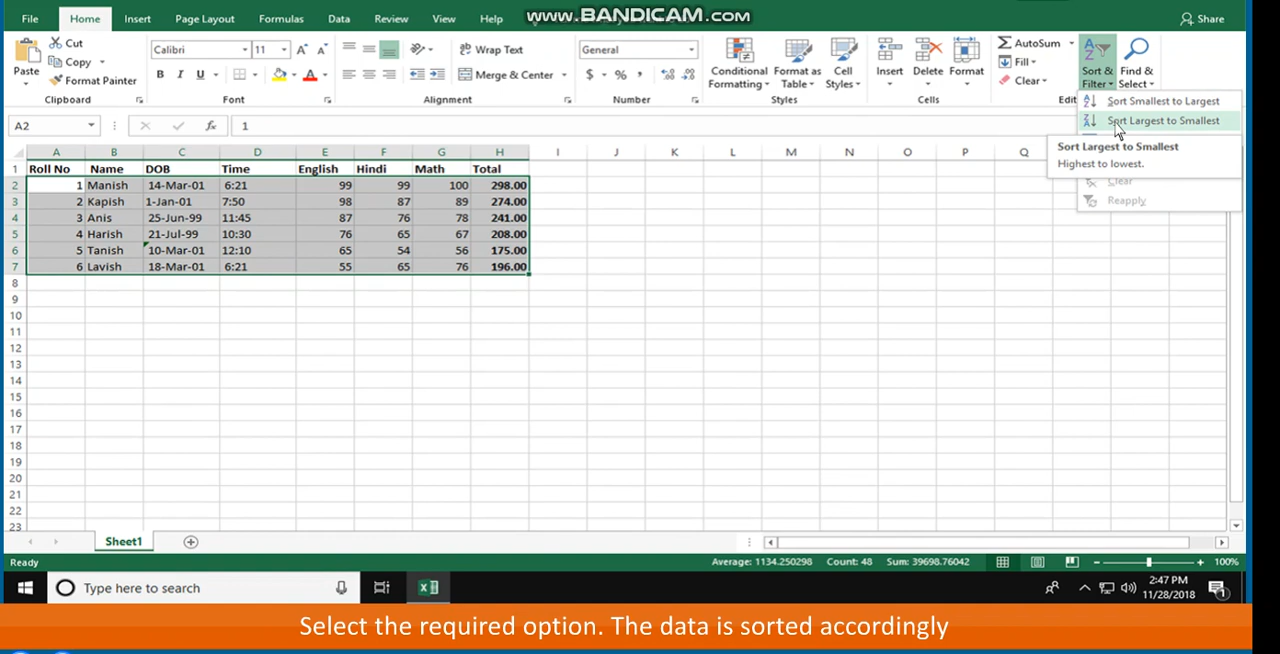 File Home Insert Page Layout Formulas Data Review View Help www.BANDICAM.com Share
Cut
Copy
Format Painter
Paste
Calibri 11 A A
B I U A
Wrap Text
Merge & Center
General
$ % ,
Conditional Formatting
Format as Table
Cell Styles
Insert Delete Format
AutoSum
Fill
Clear
Sort & Filter
Find & Select
Clipboard Font Alignment Number Styles Cells Edit
Sort Smallest to Largest
Sort Largest to Smallest
Sort Largest to Smallest
Highest to lowest.
Clear
Reapply
A2 fx 1
A B C D E F G H I J K L M N O P Q
1 Roll No Name DOB Time English Hindi Math Total
2 1 Manish 14-Mar-01 6:21 99 99 100 298.00
3 2 Kapish 1-Jan-01 7:50 98 87 89 274.00
4 3 Anis 25-Jun-99 11:45 87 76 78 241.00
5 4 Harish 21-Jul-99 10:30 76 65 67 208.00
6 5 Tanish 10-Mar-01 12:10 65 54 56 175.00
7 6 Lavish 18-Mar-01 6:21 55 65 76 196.00
8
9
10
11
12
13
14
15
16
17
18
19
20
21
22
23
Sheet1
Ready Average: 1134.250298 Count: 48 Sum: 39698.76042 100%
Type here to search
2:47 PM
11/28/2018
1
Select the required option. The data is sorted accordingly